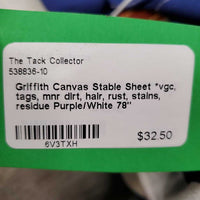 The Tack Collector
538836-10
Griffith Canvas Stable Sheet *vgc,
tags, mnr dirt, hair, rust, stains,
residue Purple/White 78"
$32.50
6V3TXH